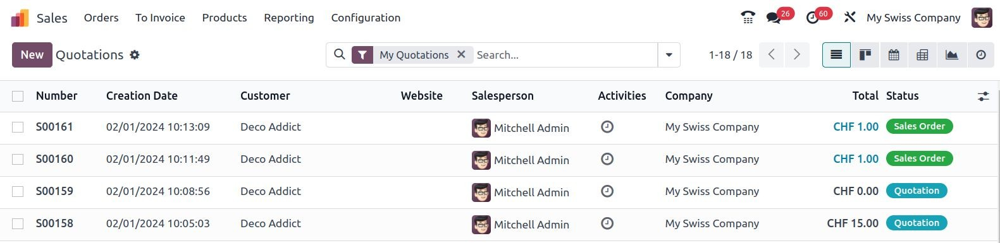 Sales Orders To Invoice Products Reporting Configuration 26 60 My Swiss Company
New Quotations My Quotations Search... 1-18 / 18
Number Creation Date Customer Website Salesperson Activities Company Total Status
S00161 02/01/2024 10:13:09 Deco Addict Mitchell Admin My Swiss Company CHF 1.00 Sales Order
S00160 02/01/2024 10:11:49 Deco Addict Mitchell Admin My Swiss Company CHF 1.00 Sales Order
S00159 02/01/2024 10:08:56 Deco Addict Mitchell Admin My Swiss Company CHF 0.00 Quotation
S00158 02/01/2024 10:05:03 Deco Addict Mitchell Admin My Swiss Company CHF 15.00 Quotation